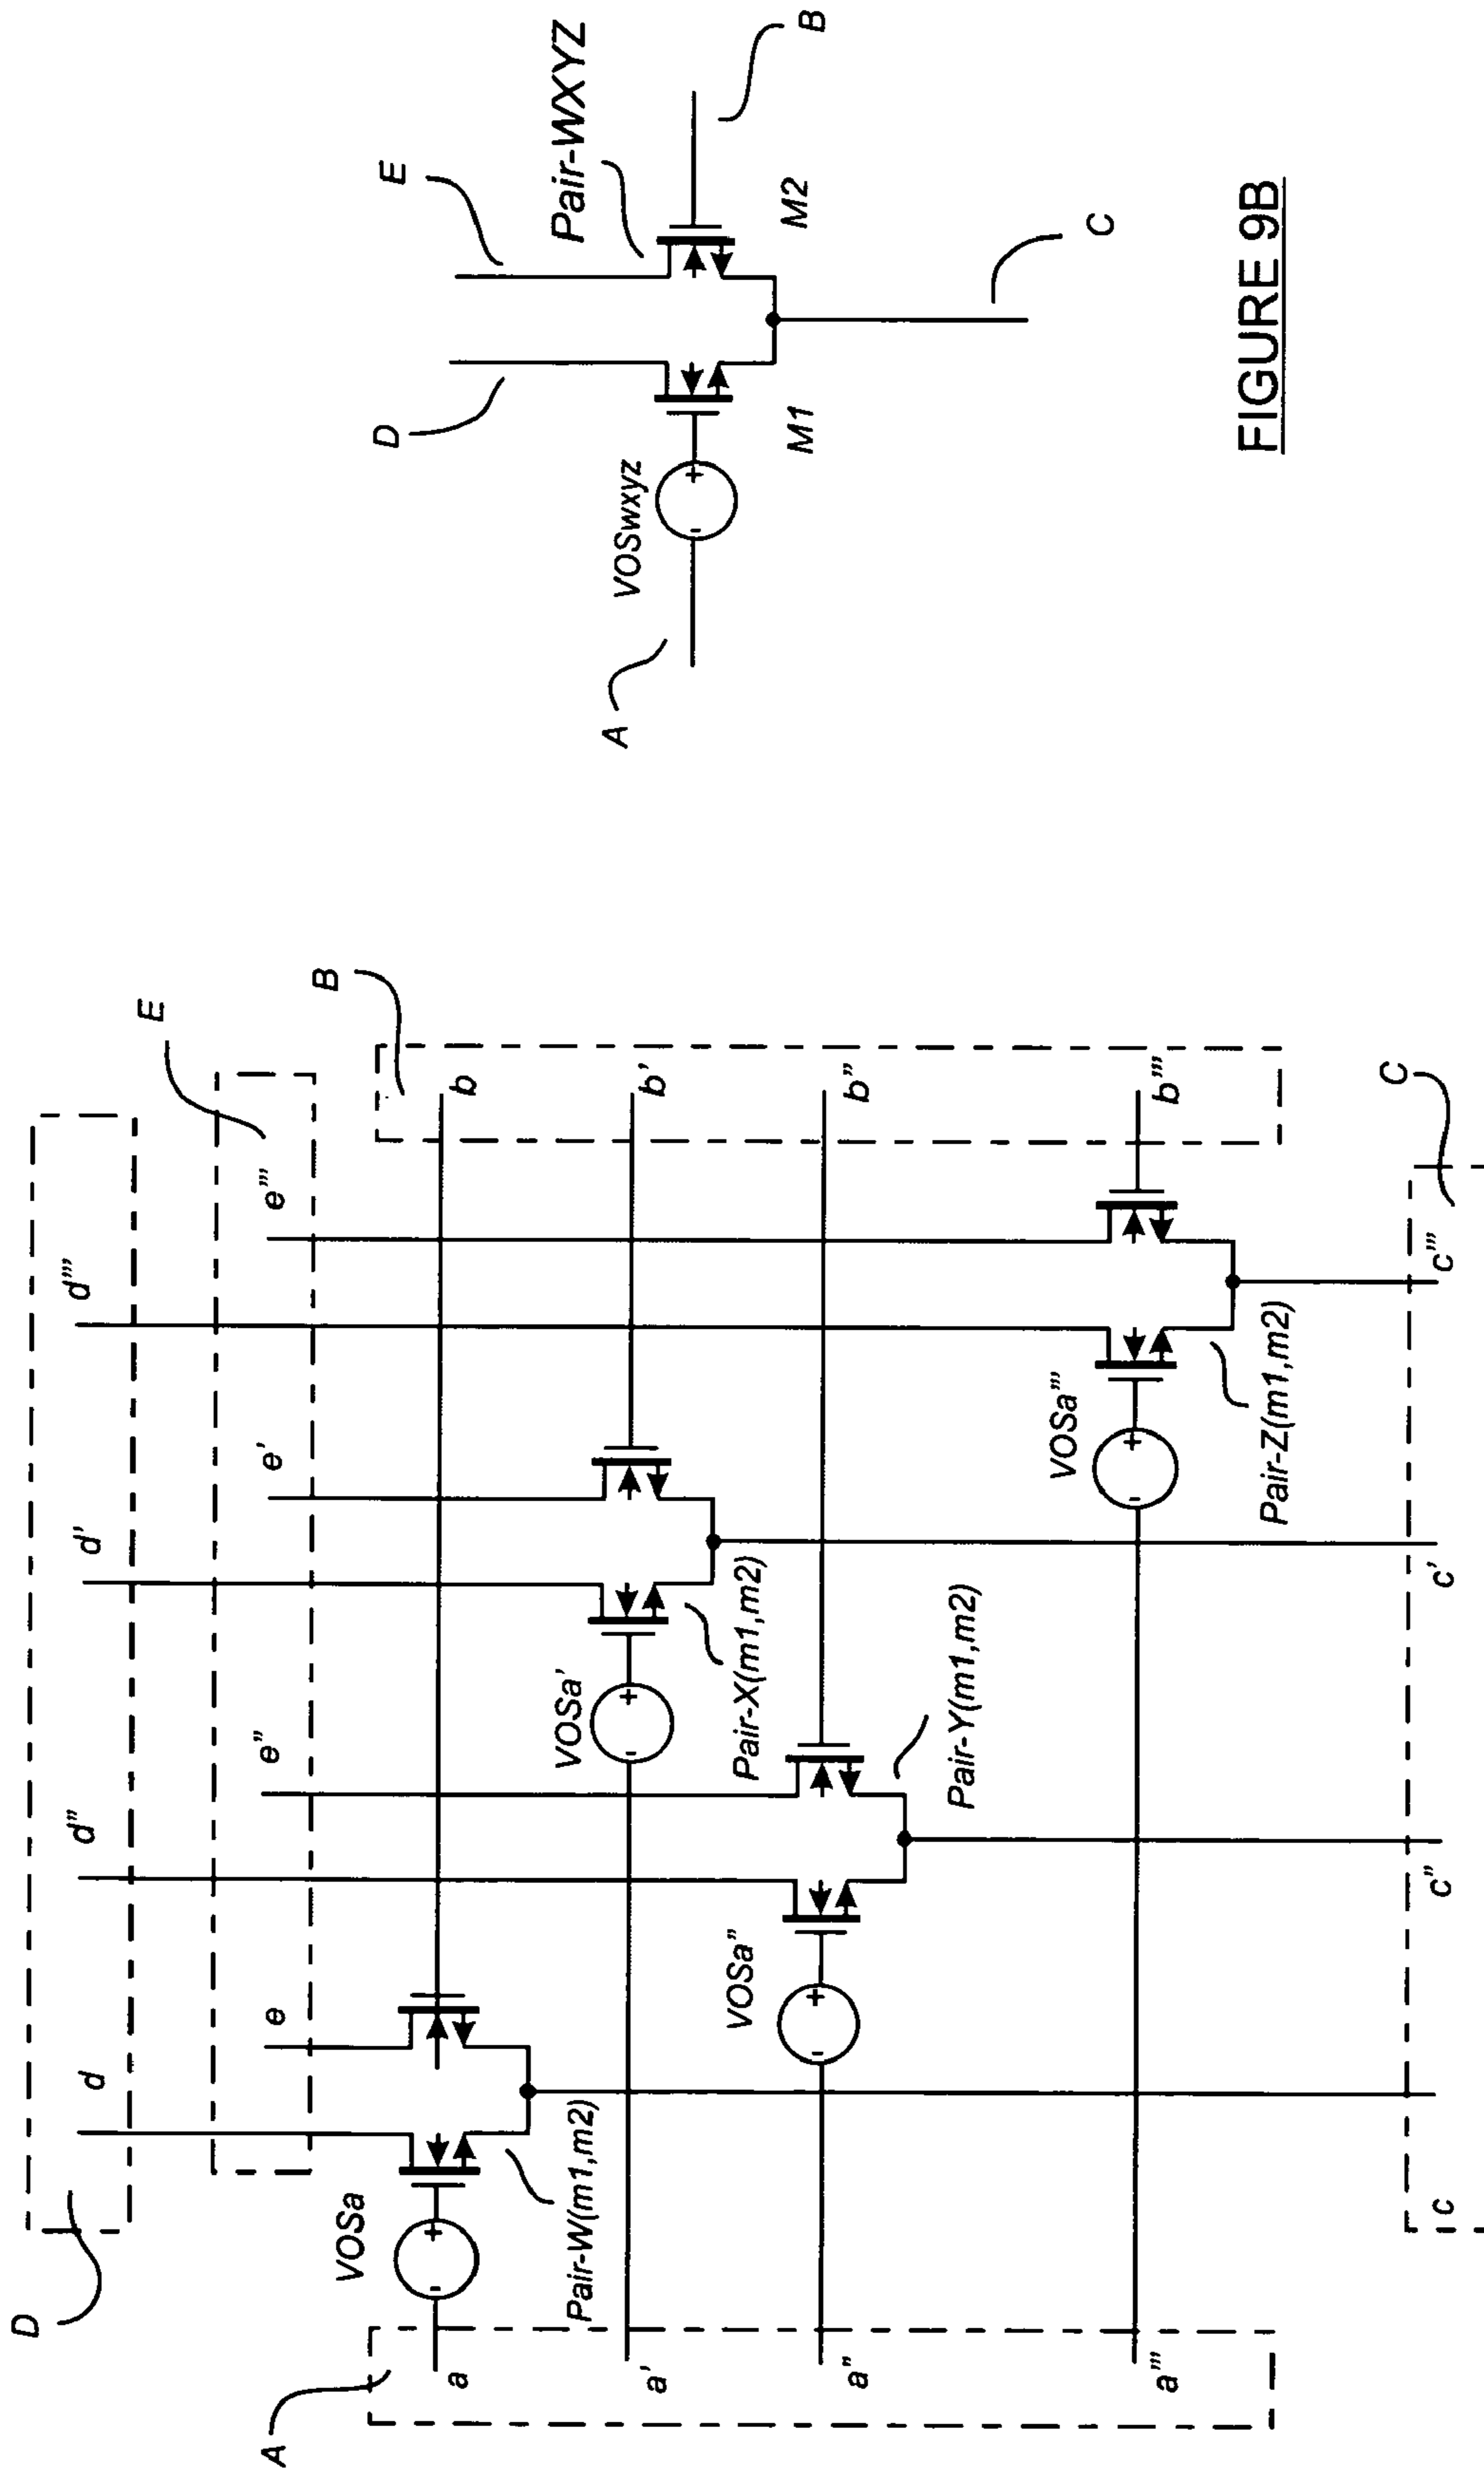 D
d
d"
d'
d'''
E
e
e"
e'
e'''
A
B
VOSa
a
b
Pair-W(m1,m2)
VOSa'
a'
b'
Pair-X(m1,m2)
VOSa"
a"
b"
Pair-Y(m1,m2)
VOSa'''
a'''
b'''
Pair-Z(m1,m2)
c
c"
c'
c'''
C
D
E
Pair-WXYZ
VOSwxyz
A
B
M1
M2
C
FIGURE 9B